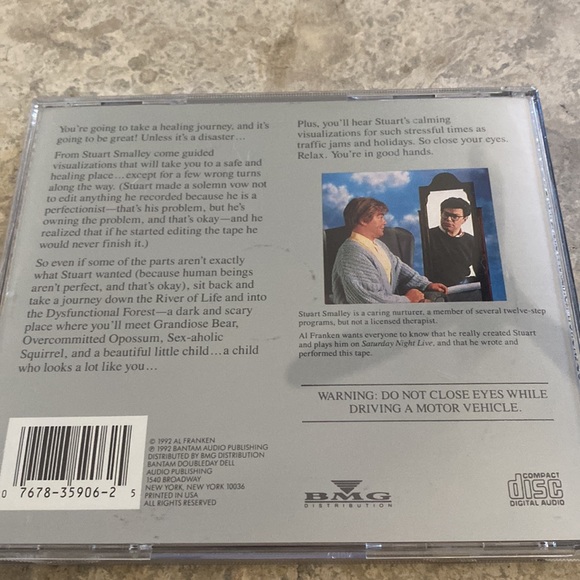 You're going to take a healing journey, and it's
going to be great! Unless it's a disaster...
From Stuart Smalley come guided
visualizations that will take you to a safe and
healing place...except for a few wrong turns
along the way. (Stuart made a solemn vow not
to edit anything he recorded because he is a
perfectionist—that's his problem, but he's
owning the problem, and that's okay—and he
realized that if he started editing the tape he
would never finish it.)
So even if some of the parts aren't exactly
what Stuart wanted (because human beings
aren't perfect, and that's okay), sit back and
take a journey down the River of Life and into
the Dysfunctional Forest—a dark and scary
place where you'll meet Grandiose Bear,
Overcommitted Opossum, Sex-aholic
Squirrel, and a beautiful little child...a child
who looks a lot like you...
Plus, you'll hear Stuart's calming
visualizations for such stressful times as
traffic jams and holidays. So close your eyes.
Relax. You're in good hands.
Stuart Smalley is a caring nurturer, a member of several twelve-step
programs, but not a licensed therapist.
Al Franken wants everyone to know that he really created Stuart
and plays him on Saturday Night Live, and that he wrote and
performed this tape.
WARNING: DO NOT CLOSE EYES WHILE
DRIVING A MOTOR VEHICLE.
0 7678-35906-2 5
© 1992 AL FRANKEN
℗ 1992 BANTAM AUDIO PUBLISHING
DISTRIBUTED BY BMG DISTRIBUTION
BANTAM DOUBLEDAY DELL
AUDIO PUBLISHING
1540 BROADWAY
NEW YORK, NEW YORK 10036
PRINTED IN USA
ALL RIGHTS RESERVED
BMG
DISTRIBUTION
COMPACT
disc
DIGITAL AUDIO